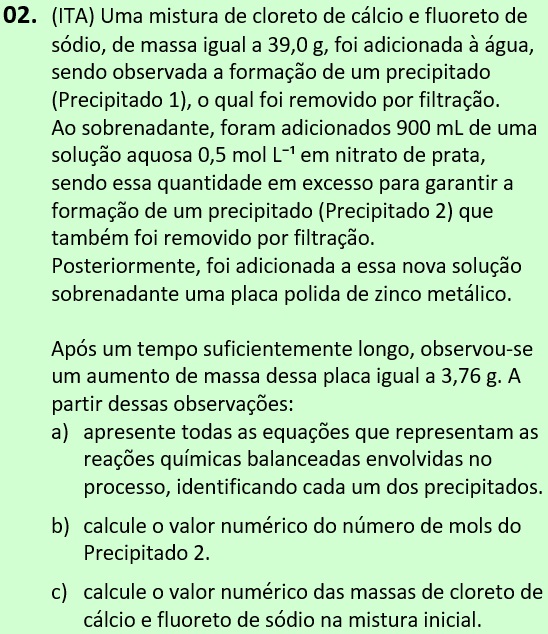 02. (ITA) Uma mistura de cloreto de cálcio e fluoreto de
sódio, de massa igual a 39,0 g, foi adicionada à água,
sendo observada a formação de um precipitado
(Precipitado 1), o qual foi removido por filtração.
Ao sobrenadante, foram adicionados 900 mL de uma
solução aquosa 0,5 mol L⁻¹ em nitrato de prata,
sendo essa quantidade em excesso para garantir a
formação de um precipitado (Precipitado 2) que
também foi removido por filtração.
Posteriormente, foi adicionada a essa nova solução
sobrenadante uma placa polida de zinco metálico.
Após um tempo suficientemente longo, observou-se
um aumento de massa dessa placa igual a 3,76 g. A
partir dessas observações:
a) apresente todas as equações que representam as
reações químicas balanceadas envolvidas no
processo, identificando cada um dos precipitados.
b) calcule o valor numérico do número de mols do
Precipitado 2.
c) calcule o valor numérico das massas de cloreto de
cálcio e fluoreto de sódio na mistura inicial.